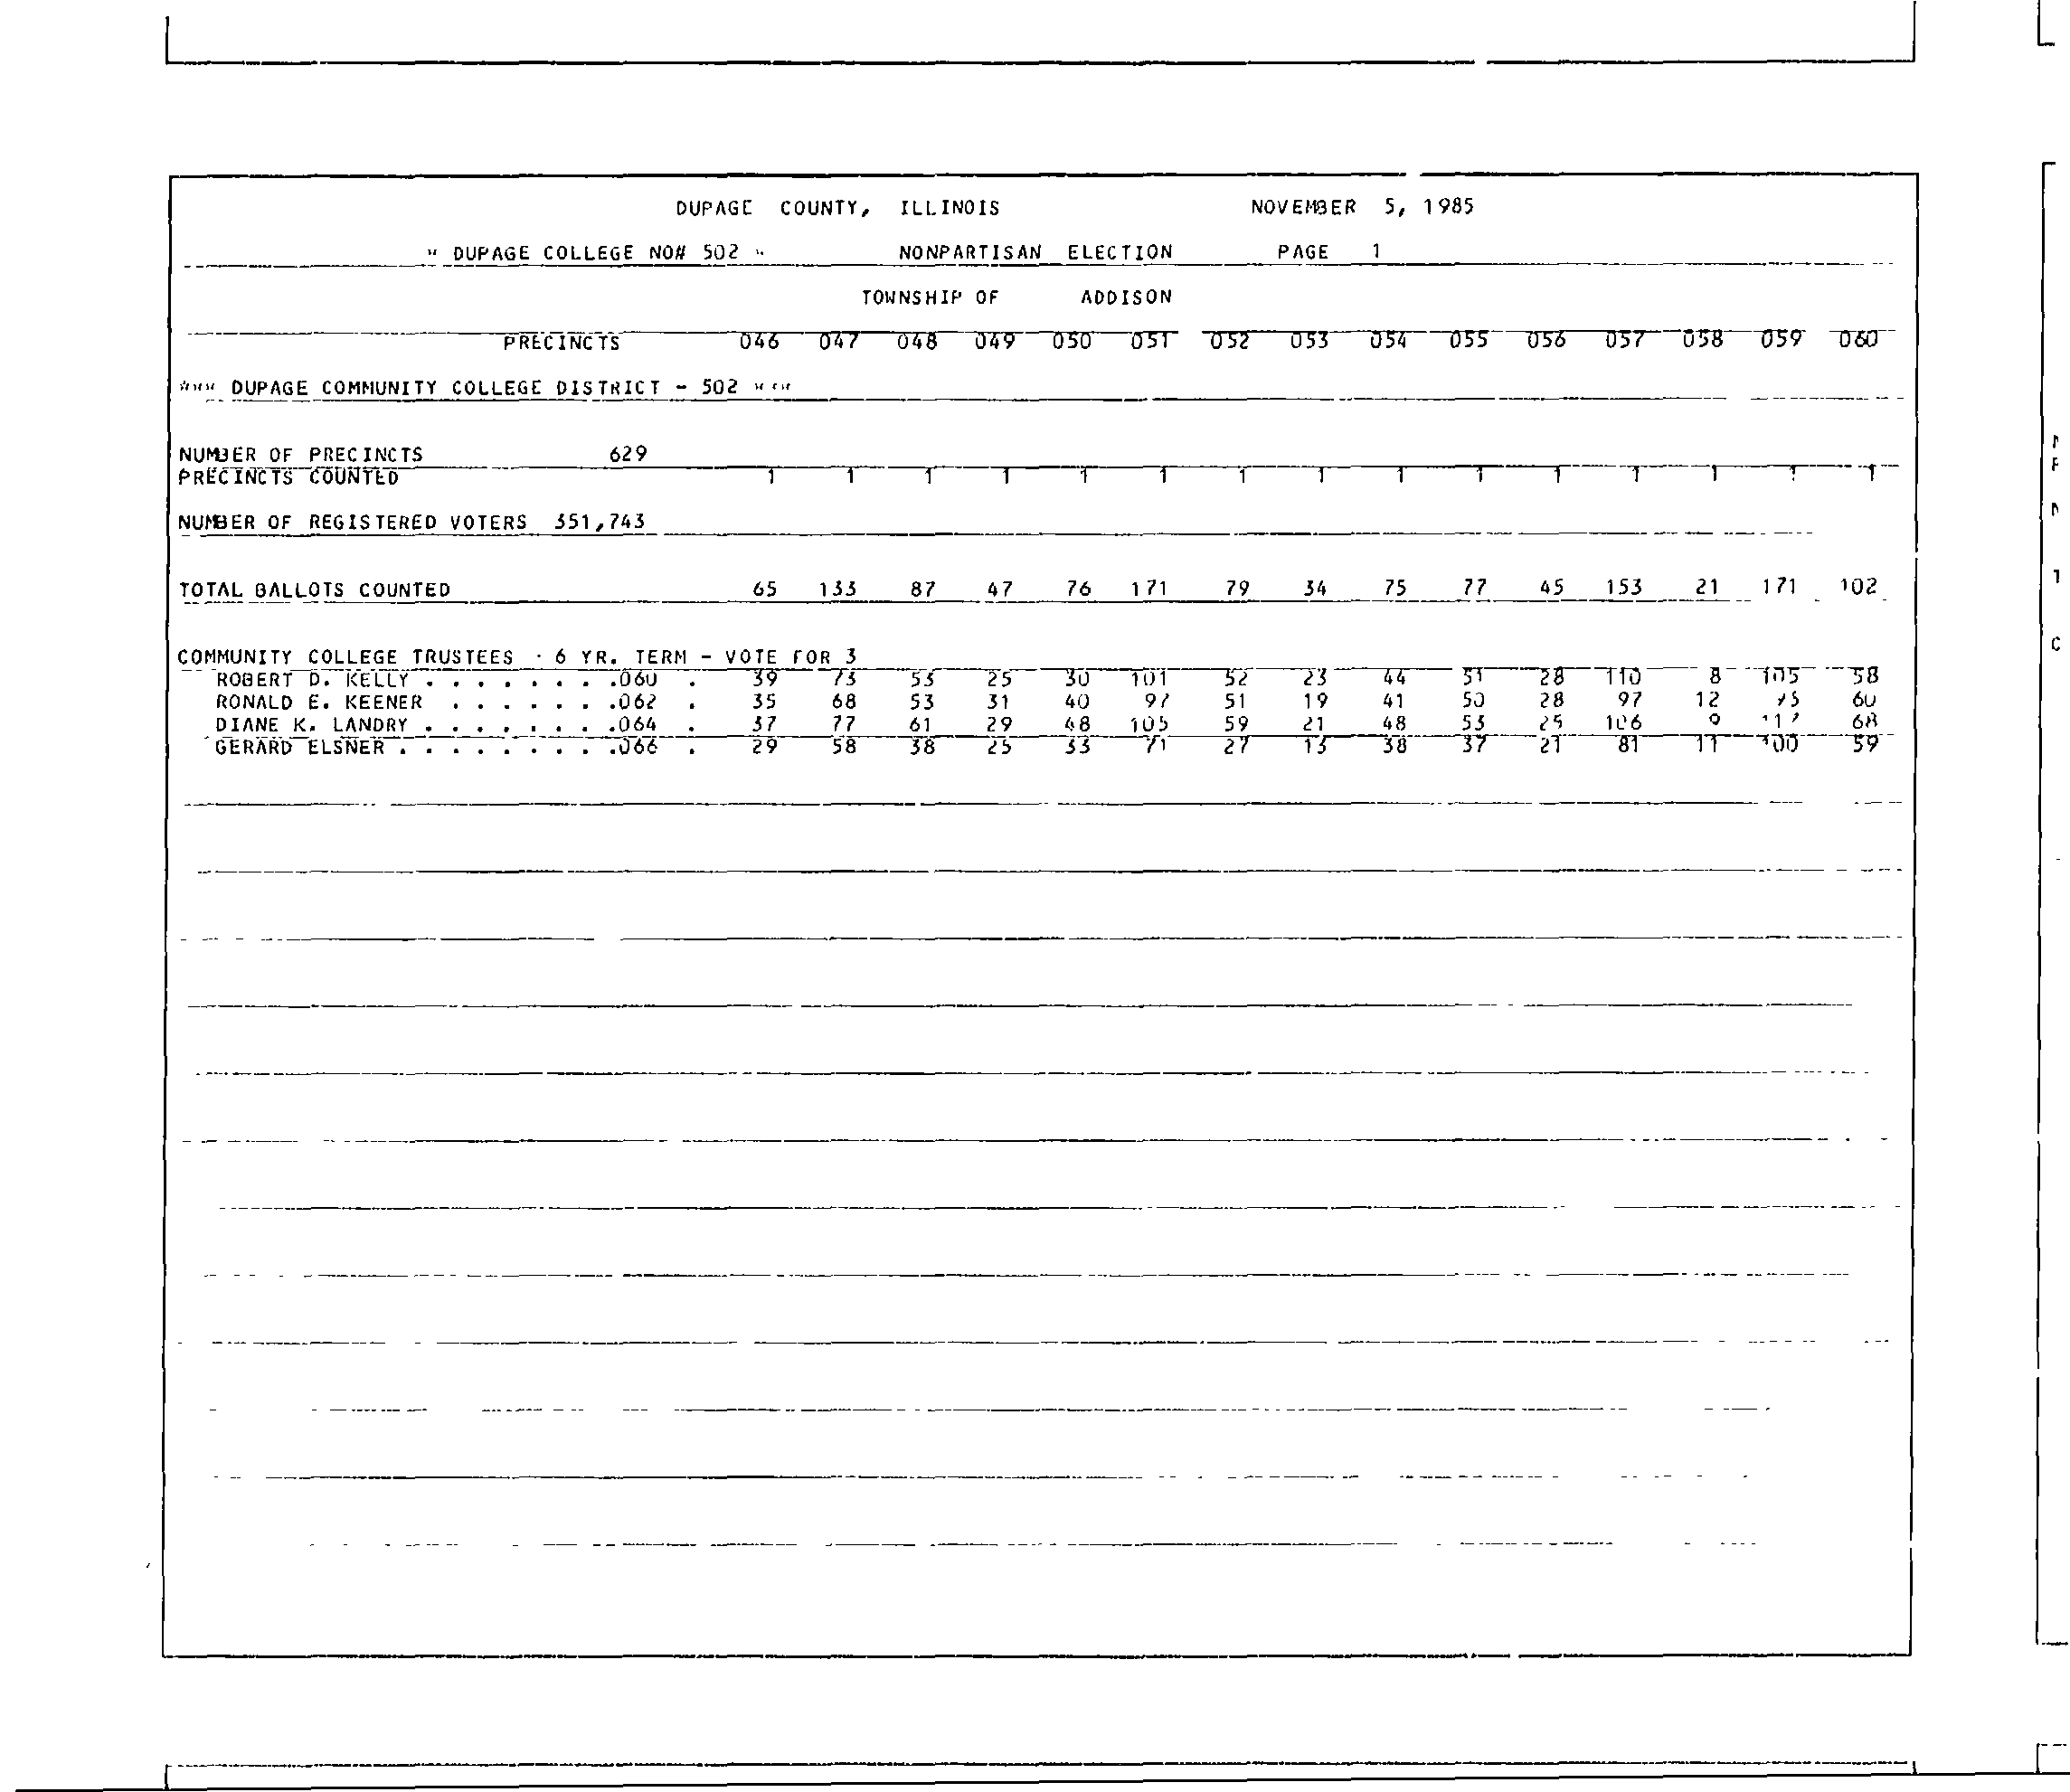 DUPAGE COUNTY, ILLINOIS NOVEMBER 5, 1985
" DUPAGE COLLEGE NO# 502 " NONPARTISAN ELECTION PAGE 1
TOWNSHIP OF ADDISON
PRECINCTS 046 047 048 049 050 051 052 053 054 055 056 057 058 059 060
*** DUPAGE COMMUNITY COLLEGE DISTRICT - 502 ***
NUMBER OF PRECINCTS 629
PRECINCTS COUNTED 1 1 1 1 1 1 1 1 1 1 1 1 1 1 1
NUMBER OF REGISTERED VOTERS 351,743
TOTAL BALLOTS COUNTED 65 133 87 47 76 171 79 34 75 77 45 153 21 171 102
COMMUNITY COLLEGE TRUSTEES - 6 YR. TERM - VOTE FOR 3
ROBERT D. KELLY . . . . . . . .060 . 39 73 53 25 30 101 52 23 44 51 28 110 8 105 58
RONALD E. KEENER . . . . . . .062 . 35 68 53 31 40 97 51 19 41 50 28 97 12 60
DIANE K. LANDRY . . . . . . . .064 . 37 77 61 29 48 105 59 21 48 53 25 106 9 68
GERARD ELSNER . . . . . . . . .066 . 29 58 38 25 33 71 27 13 38 37 21 81 11 100 59